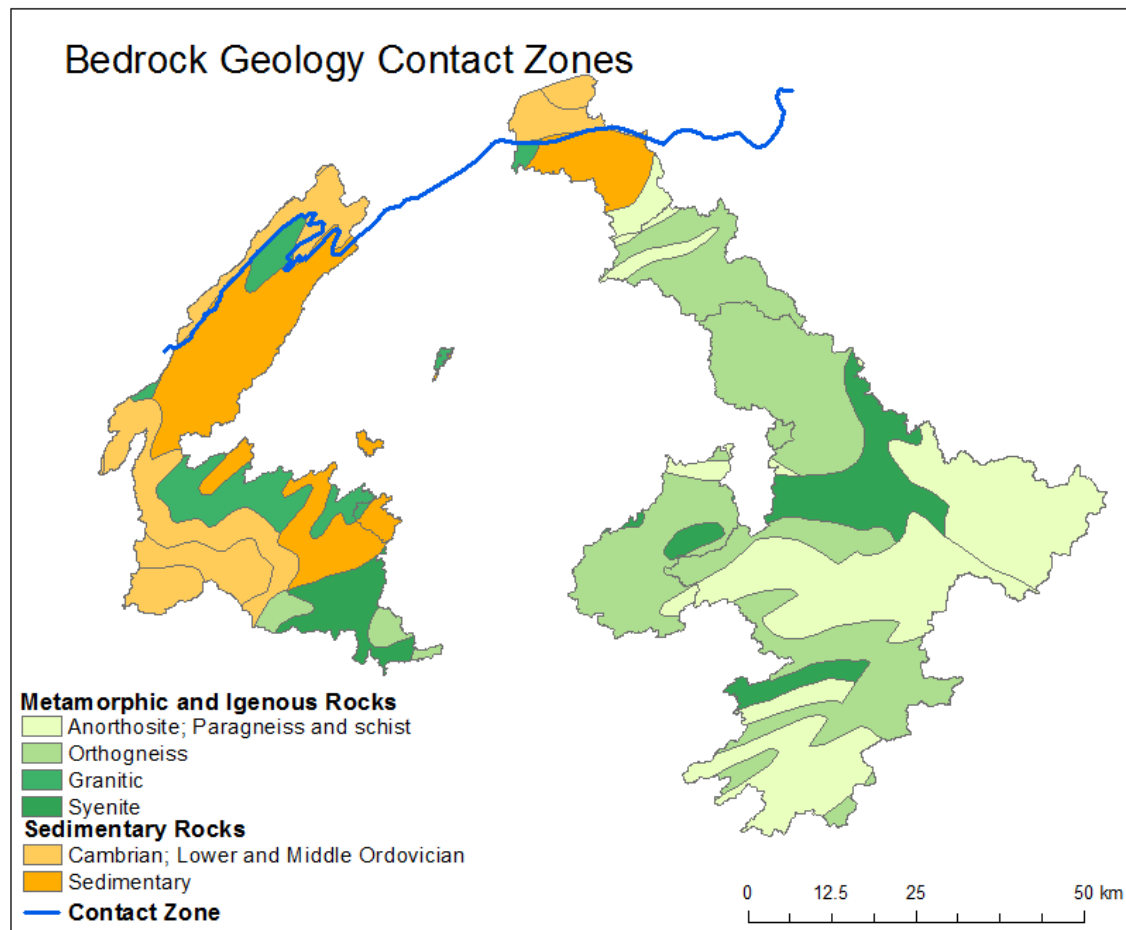 Bedrock Geology Contact Zones
Metamorphic and Igenous Rocks
Anorthosite; Paragneiss and schist
Orthogneiss
Granitic
Syenite
Sedimentary Rocks
Cambrian; Lower and Middle Ordovician
Sedimentary
Contact Zone
0 12.5 25 50 km